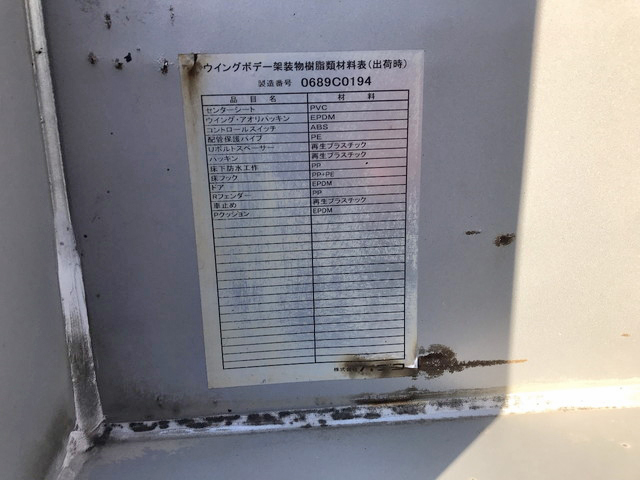 ウイングボデー架装物樹脂類材料表(出荷時)
製造番号 0689C0194
品目名 材料
センターシート PVC
ウイング・アオリパッキン EPDM
コントロールスイッチ ABS
配管保護パイプ PE
Uボルトスペーサー 再生プラスチック
パッキン 再生プラスチック
床下防水工作 PP
床フック PP・PE
ドア EPDM
Rフェンダー PP
車止め 再生プラスチック
Pクッション EPDM
株式会社パブコ